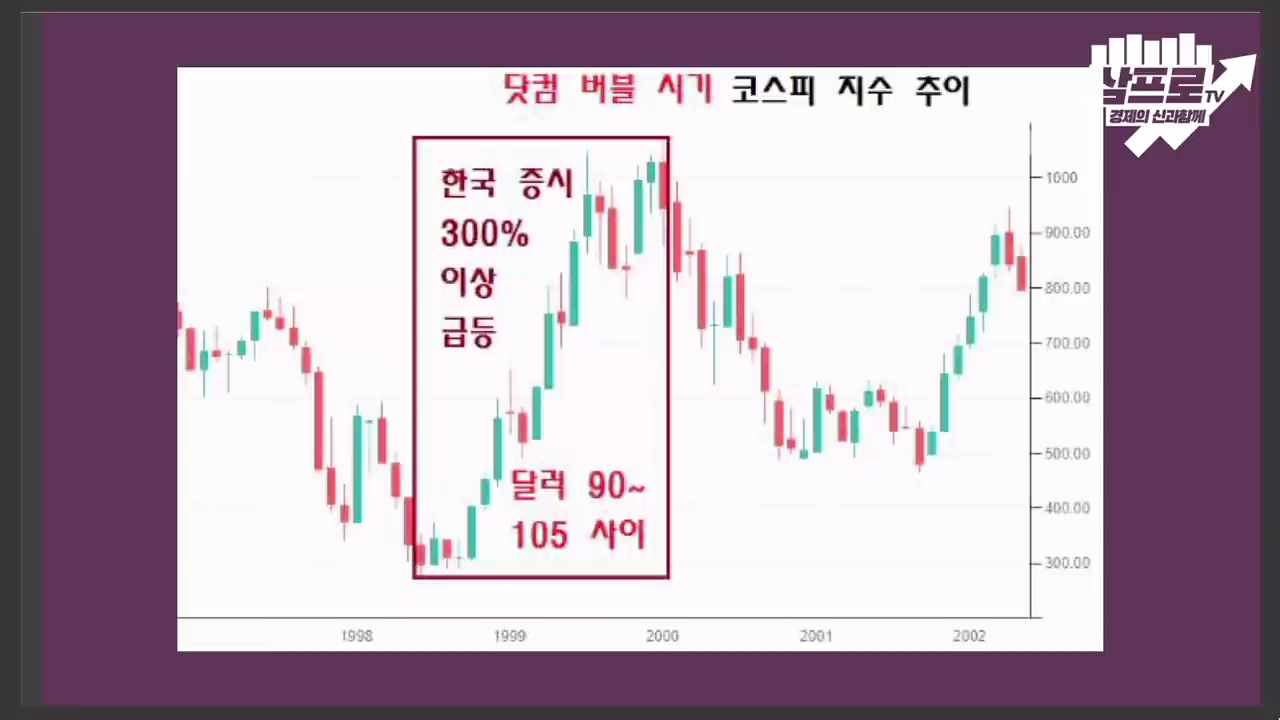 닷컴 버블 시기 코스피 지수 추이
삼프로TV
경제의 신과함께
한국 증시
300%
이상
급등
달러 90~
105 사이
1000
900.00
800.00
700.00
600.00
500.00
400.00
300.00
1998
1999
2000
2001
2002